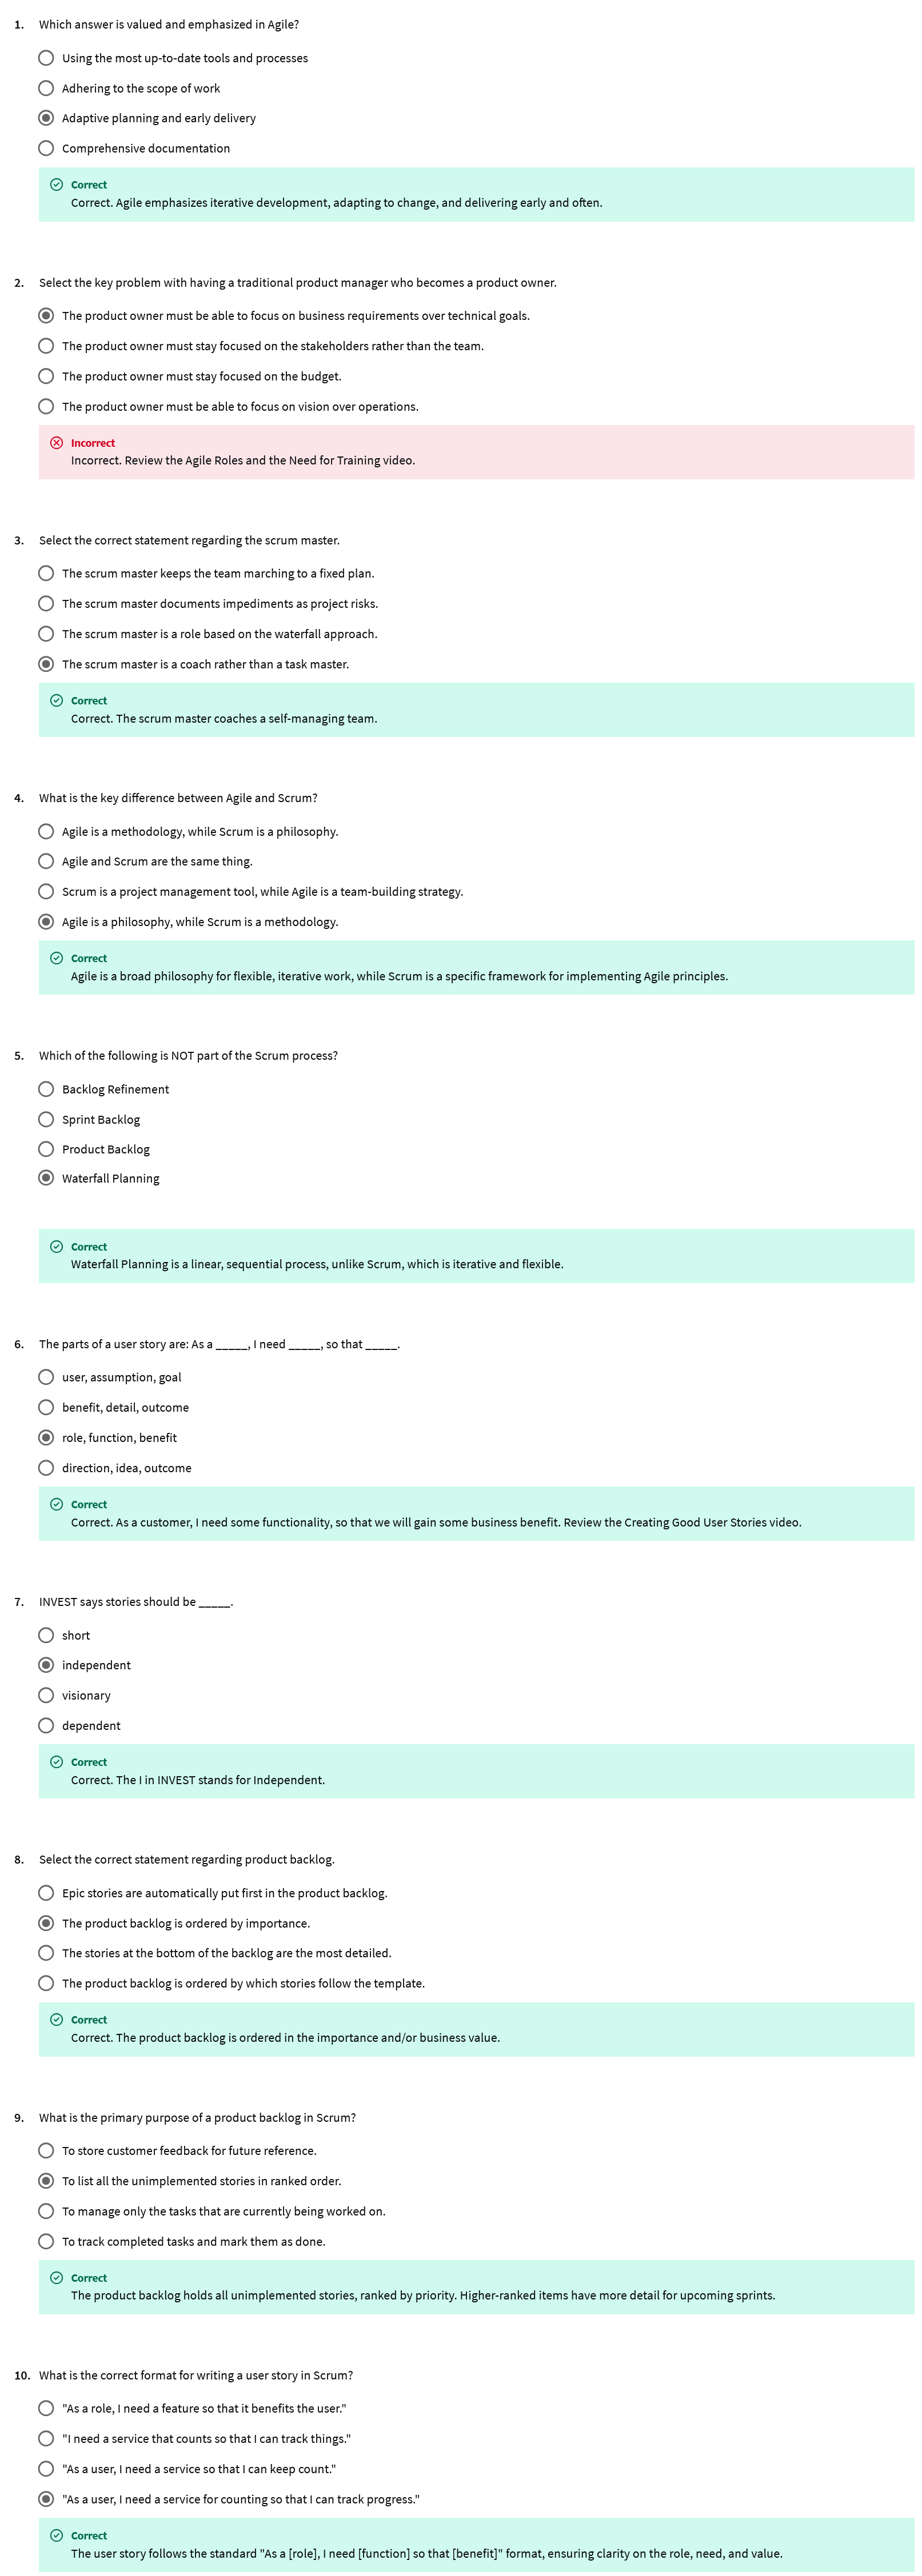 1. Which answer is valued and emphasized in Agile?
Using the most up-to-date tools and processes
Adhering to the scope of work
Adaptive planning and early delivery
Comprehensive documentation
Correct
Correct. Agile emphasizes iterative development, adapting to change, and delivering early and often.
2. Select the key problem with having a traditional product manager who becomes a product owner.
The product owner must be able to focus on business requirements over technical goals.
The product owner must stay focused on the stakeholders rather than the team.
The product owner must stay focused on the budget.
The product owner must be able to focus on vision over operations.
Incorrect
Incorrect. Review the Agile Roles and the Need for Training video.
3. Select the correct statement regarding the scrum master.
The scrum master keeps the team marching to a fixed plan.
The scrum master documents impediments as project risks.
The scrum master is a role based on the waterfall approach.
The scrum master is a coach rather than a task master.
Correct
Correct. The scrum master coaches a self-managing team.
4. What is the key difference between Agile and Scrum?
Agile is a methodology, while Scrum is a philosophy.
Agile and Scrum are the same thing.
Scrum is a project management tool, while Agile is a team-building strategy.
Agile is a philosophy, while Scrum is a methodology.
Correct
Agile is a broad philosophy for flexible, iterative work, while Scrum is a specific framework for implementing Agile principles.
5. Which of the following is NOT part of the Scrum process?
Backlog Refinement
Sprint Backlog
Product Backlog
Waterfall Planning
Correct
Waterfall Planning is a linear, sequential process, unlike Scrum, which is iterative and flexible.
6. The parts of a user story are: As a _____, I need _____, so that _____.
user, assumption, goal
benefit, detail, outcome
role, function, benefit
direction, idea, outcome
Correct
Correct. As a customer, I need some functionality, so that we will gain some business benefit. Review the Creating Good User Stories video.
7. INVEST says stories should be _____.
short
independent
visionary
dependent
Correct
Correct. The I in INVEST stands for Independent.
8. Select the correct statement regarding product backlog.
Epic stories are automatically put first in the product backlog.
The product backlog is ordered by importance.
The stories at the bottom of the backlog are the most detailed.
The product backlog is ordered by which stories follow the template.
Correct
Correct. The product backlog is ordered in the importance and/or business value.
9. What is the primary purpose of a product backlog in Scrum?
To store customer feedback for future reference.
To list all the unimplemented stories in ranked order.
To manage only the tasks that are currently being worked on.
To track completed tasks and mark them as done.
Correct
The product backlog holds all unimplemented stories, ranked by priority. Higher-ranked items have more detail for upcoming sprints.
10. What is the correct format for writing a user story in Scrum?
"As a role, I need a feature so that it benefits the user."
"I need a service that counts so that I can track things."
"As a user, I need a service so that I can keep count."
"As a user, I need a service for counting so that I can track progress."
Correct
The user story follows the standard "As a [role], I need [function] so that [benefit]" format, ensuring clarity on the role, need, and value.